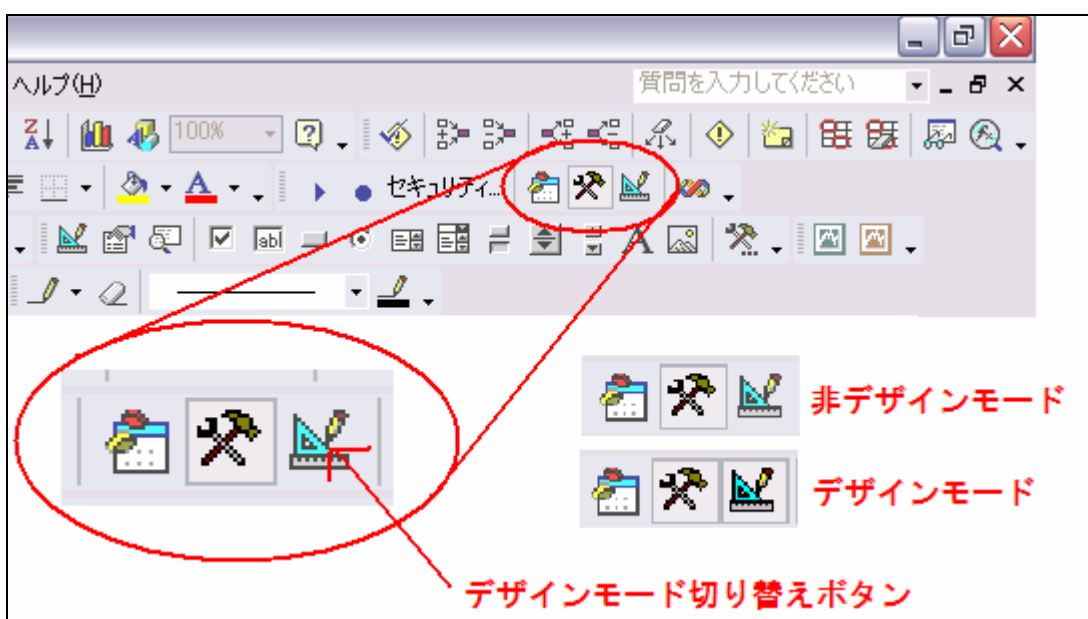 ヘルプ(H)
質問を入力してください
100%
セキュリティ...
abl
非デザインモード
デザインモード
デザインモード切り替えボタン